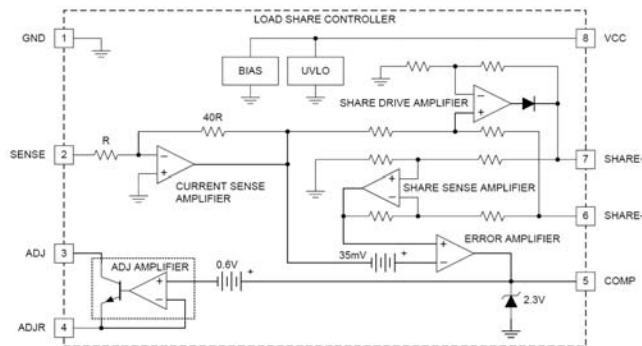 LOAD SHARE CONTROLLER
GND 1
8 VCC
BIAS
UVLO
SHARE DRIVE AMPLIFIER
−
+
40R
R
SENSE 2
−
+
CURRENT SENSE
AMPLIFIER
7 SHARE-
+
−
SHARE SENSE AMPLIFIER
6 SHARE-
ERROR AMPLIFIER
ADJ 3
ADJ AMPLIFIER
0.6V
+
35mV
+
+
−
+
−
5 COMP
2.3V
ADJR 4